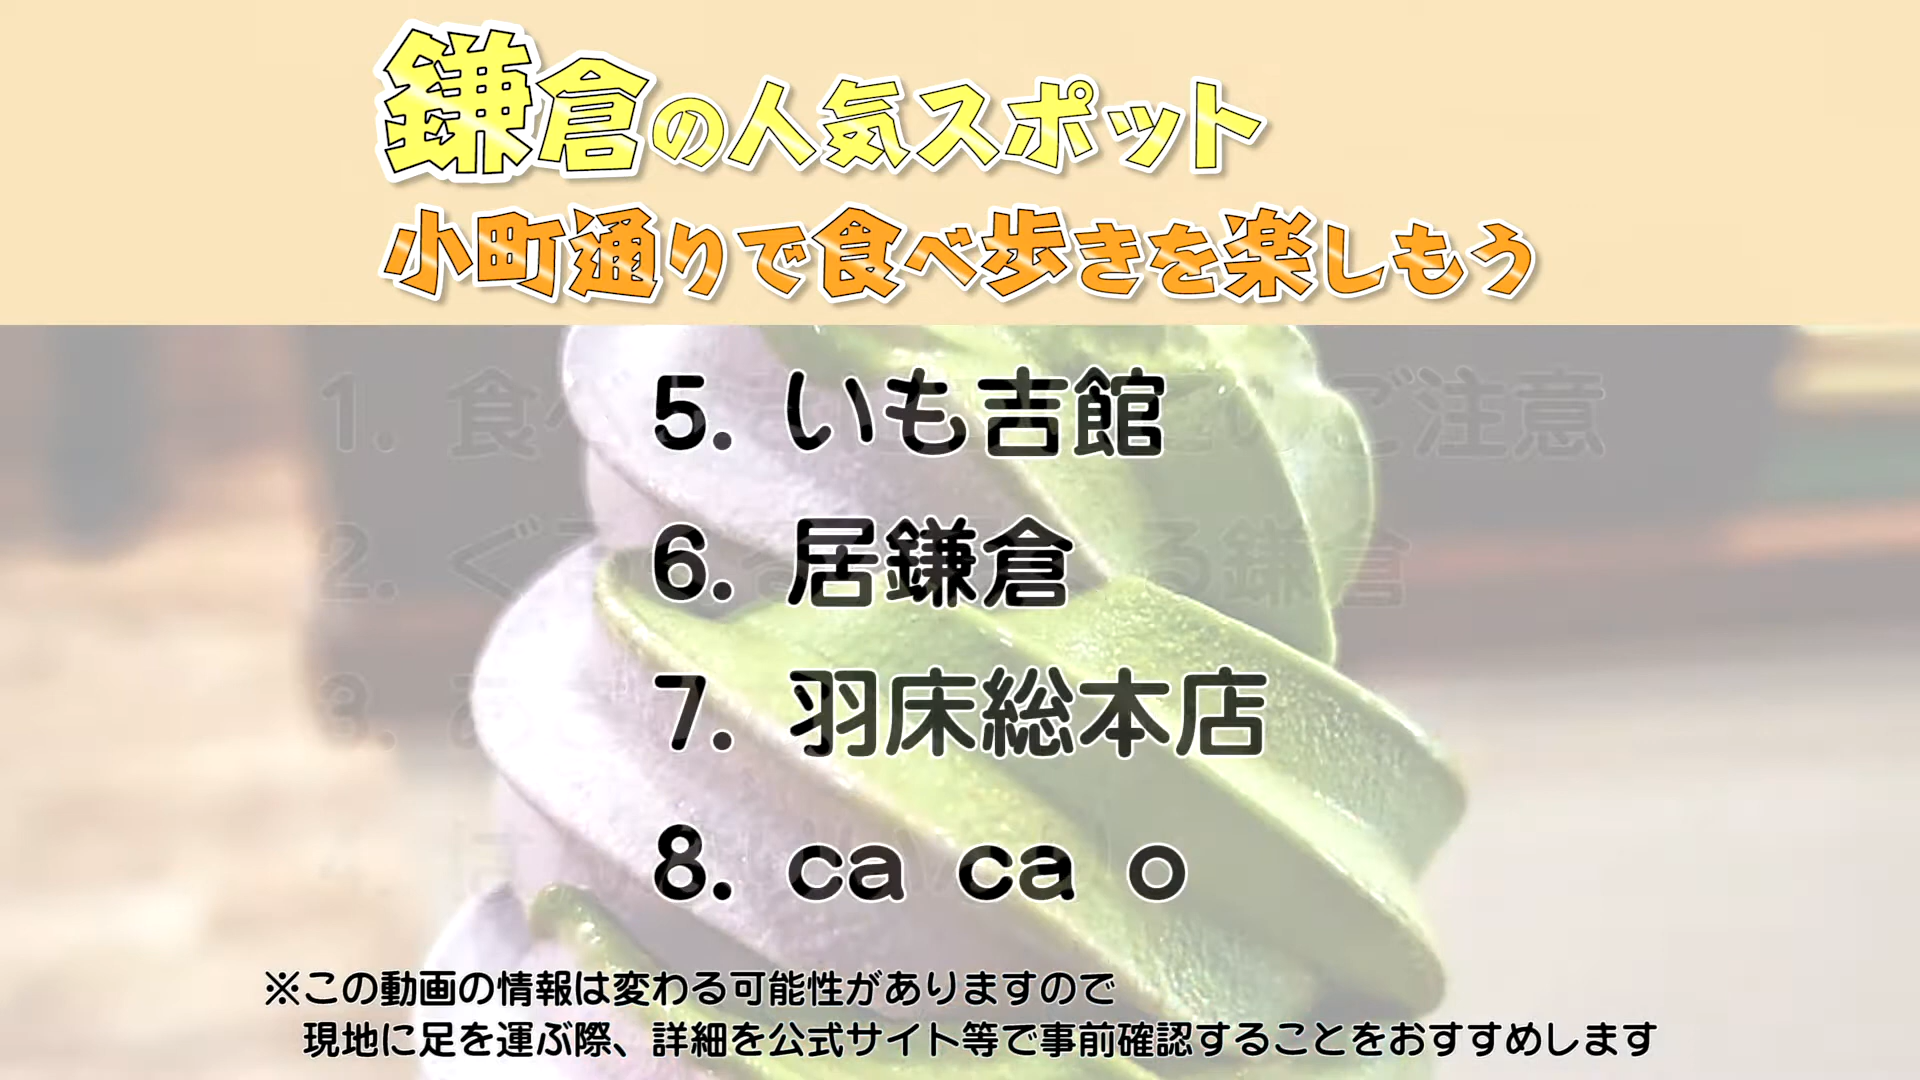 鎌倉の人気スポット
小町通りで食べ歩きを楽しもう
5. いも吉館
6. 居鎌倉
7. 羽床総本店
8. ca ca o
※この動画の情報は変わる可能性がありますので
現地に足を運ぶ際、詳細を公式サイト等で事前確認することをおすすめします